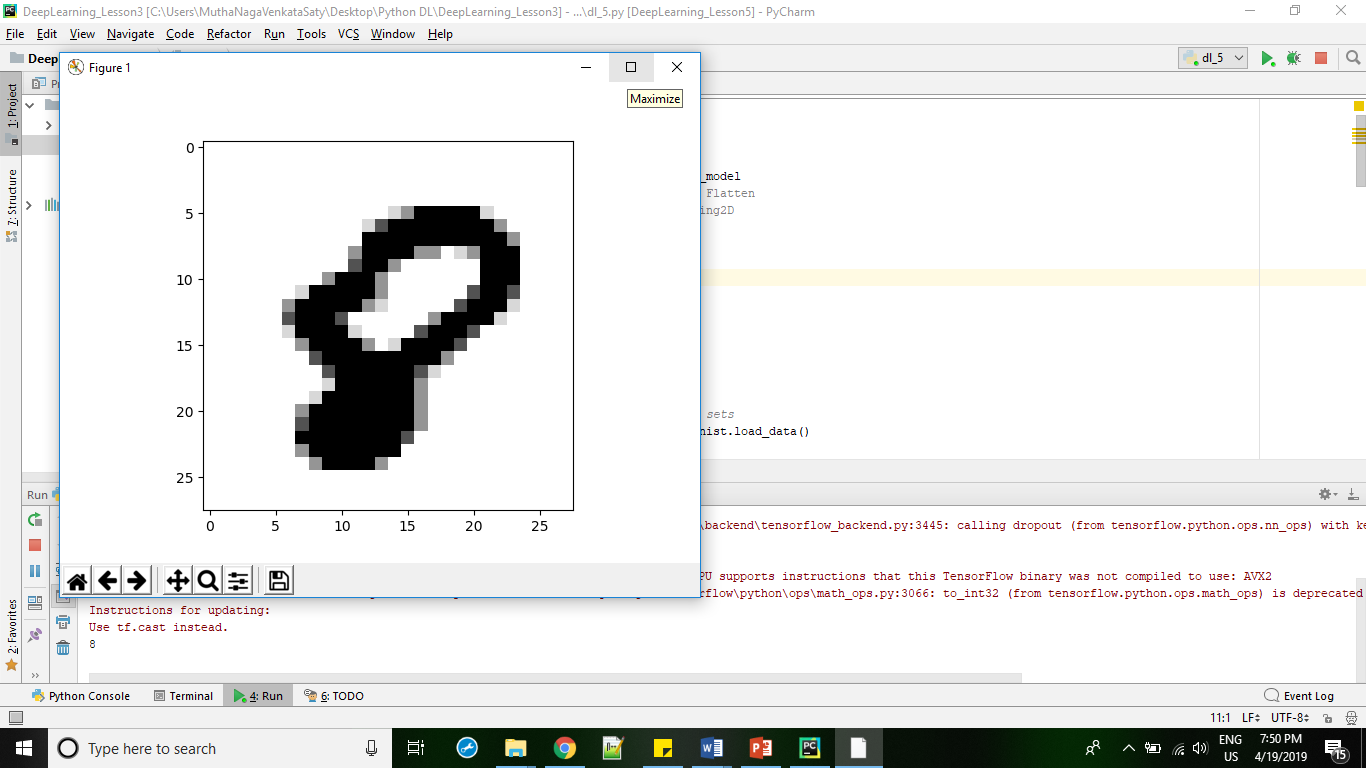 DeepLearning_Lesson3 [C:\Users\MuthaNagaVenkataSaty\Desktop\Python DL\DeepLearning_Lesson3] - ...\dl_5.py [DeepLearning_Lesson5] - PyCharm
File Edit View Navigate Code Refactor Run Tools VCS Window Help
Deep
dl_5
Figure 1
Maximize
1: Project
7: Structure
2: Favorites
0
5
10
15
20
25
0 5 10 15 20 25
_model
Flatten
ing2D
sets
nist.load_data()
Run
\backend\tensorflow_backend.py:3445: calling dropout (from tensorflow.python.ops.nn_ops) with ke
PU supports instructions that this TensorFlow binary was not compiled to use: AVX2
rflow\python\ops\math_ops.py:3066: to_int32 (from tensorflow.python.ops.math_ops) is deprecated
Instructions for updating:
Use tf.cast instead.
8
Python Console Terminal 4: Run 6: TODO Event Log
11:1 LF UTF-8
Type here to search
ENG
US
7:50 PM
4/19/2019
15